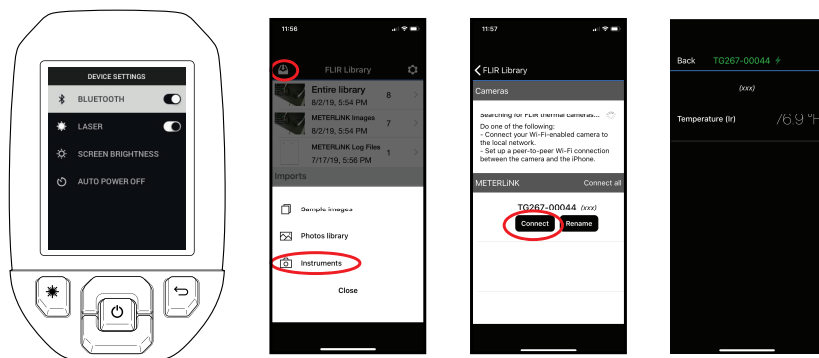 DEVICE SETTINGS
BLUETOOTH
LASER
SCREEN BRIGHTNESS
AUTO POWER OFF
11:56
FLIR Library
Entire library
8/2/19, 5:54 PM
8
METERLiNK Images
8/2/19, 5:54 PM
7
METERLiNK Log Files
7/17/19, 5:56 PM
1
Imports
Sample images
Photos library
Instruments
Close
11:57
FLIR Library
Cameras
Searching for FLIR thermal cameras...
Do one of the following:
- Connect your Wi-Fi-enabled camera to
the local network.
- Set up a peer-to-peer Wi-Fi connection
between the camera and the iPhone.
METERLiNK Connect all
TG267-00044 (xxx)
Connect Rename
Back TG267-00044
(xxx)
Temperature (Ir) 76.9 °F